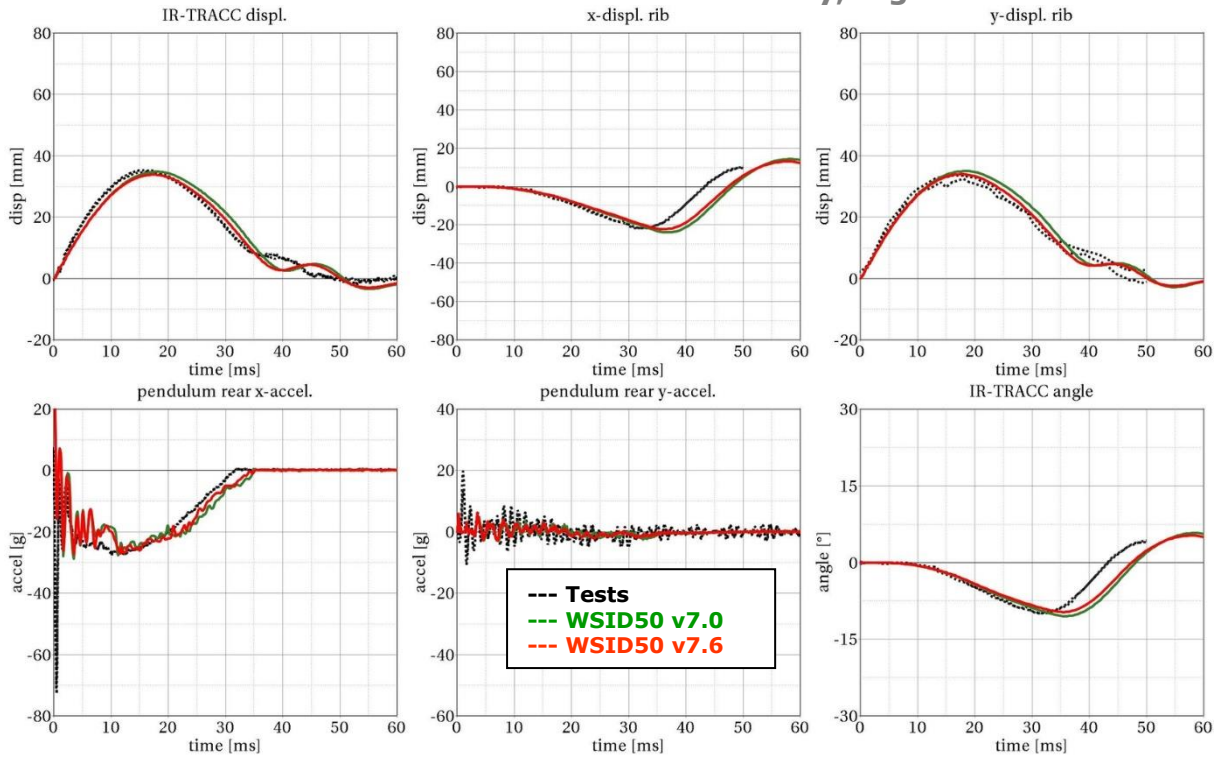 IR-TRACC displ.
80
60
40
20
0
-20
disp [mm]
0 10 20 30 40 50 60
time [ms]
x-displ. rib
80
60
40
20
0
-20
-40
-60
-80
disp [mm]
0 10 20 30 40 50 60
time [ms]
y-displ. rib
80
60
40
20
0
-20
disp [mm]
0 10 20 30 40 50 60
time [ms]
pendulum rear x-accel.
20
0
-20
-40
-60
-80
accel [g]
0 10 20 30 40 50 60
time [ms]
pendulum rear y-accel.
40
20
0
-20
40
-60
accel [g]
--- Tests
--- WSID50 v7.0
--- WSID50 v7.6
0 10 20 30 40 50 60
time [ms]
IR-TRACC angle
30
15
0
-15
-30
angle [°]
0 10 20 30 40 50 60
time [ms]